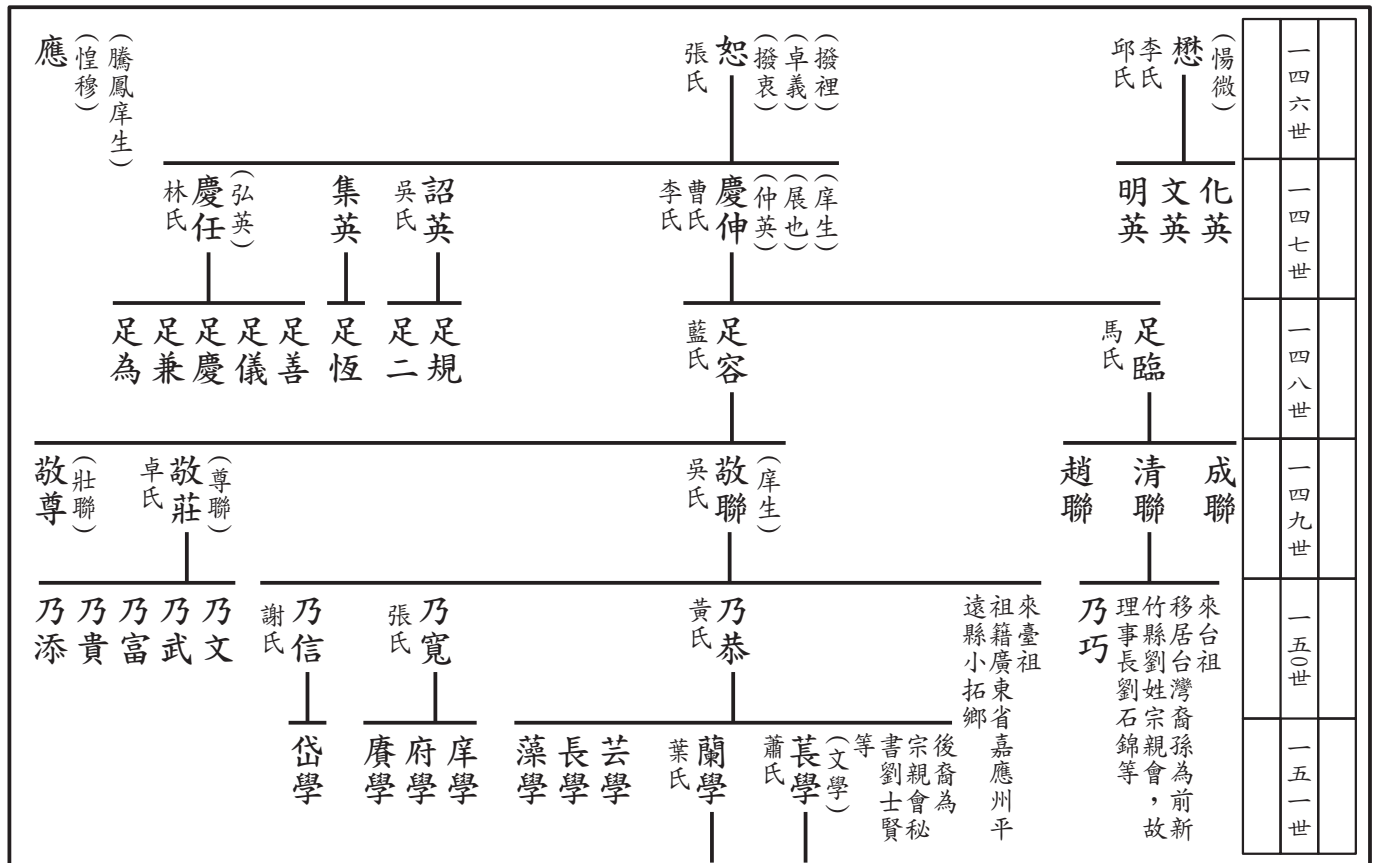 一四六世
一四七世
一四八世
一四九世
一五〇世
一五一世
(愓微)
懋
李氏
邱氏
(撥裡)
(卓義)
(撥衷)
恕
張氏
(騰鳳庠生)
(惶穆)
應
化英
文英
明英
(庠生)
(展也)
(仲英)
慶伸
曹氏
李氏
詔英
吳氏
集英
(弘英)
慶任
林氏
足臨
馬氏
足容
藍氏
足規
足二
足恆
足善
足儀
足慶
足兼
足為
成聯
清聯
趙聯
(庠生)
敬聯
吳氏
(尊聯)
敬莊
卓氏
(壯聯)
敬尊
來台祖
移居台灣裔孫為前新
竹縣劉姓宗親會，故
理事長劉石錦等
乃巧
來臺祖
祖籍廣東省嘉應州平
遠縣小拓鄉
乃恭
黃氏
乃寬
張氏
乃信
謝氏
乃文
乃武
乃富
乃貴
乃添
後裔為
宗親會秘
書劉士賢
等
(文學)
萇學
蕭氏
蘭學
葉氏
芸學
長學
藻學
庠學
府學
賡學
岱學